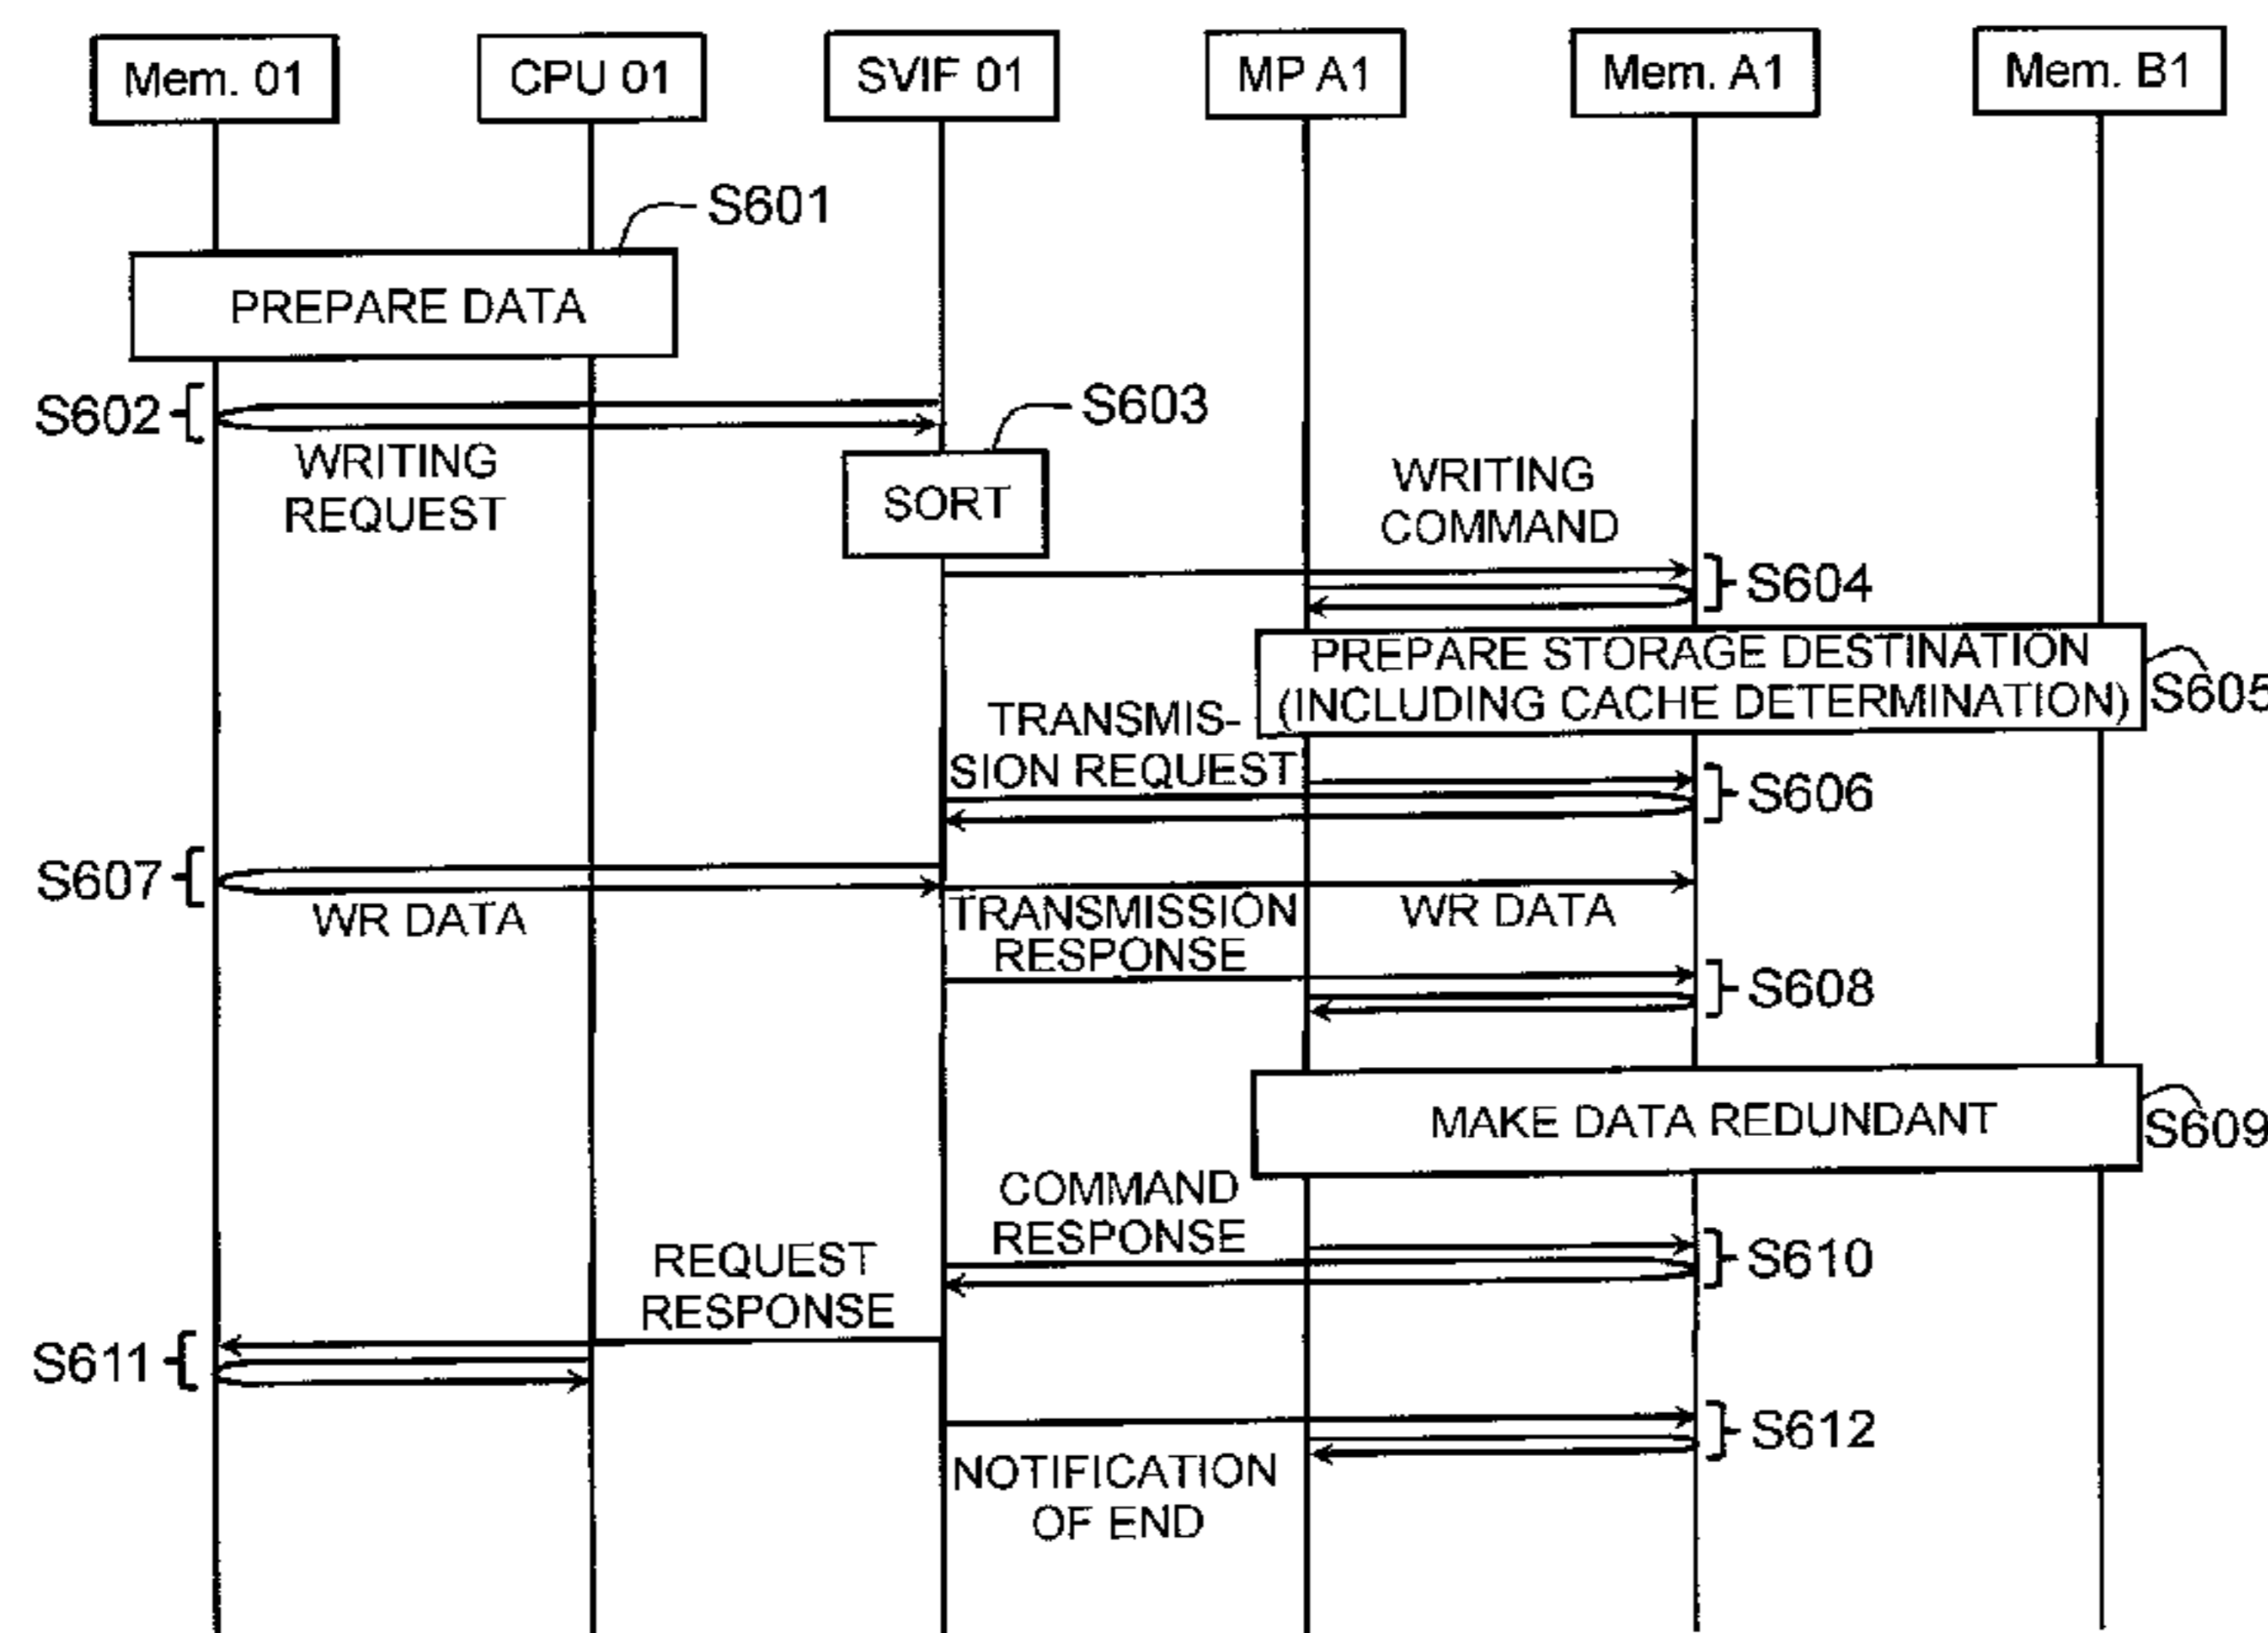 Mem. 01
CPU 01
SVIF 01
MP A1
Mem. A1
Mem. B1
S601
PREPARE DATA
S602
WRITING
REQUEST
S603
SORT
WRITING
COMMAND
S604
PREPARE STORAGE DESTINATION
(INCLUDING CACHE DETERMINATION)
S605
TRANSMIS-
SION REQUEST
S606
S607
WR DATA
TRANSMISSION
RESPONSE
WR DATA
S608
MAKE DATA REDUNDANT
S609
COMMAND
RESPONSE
S610
REQUEST
RESPONSE
S611
S612
NOTIFICATION
OF END